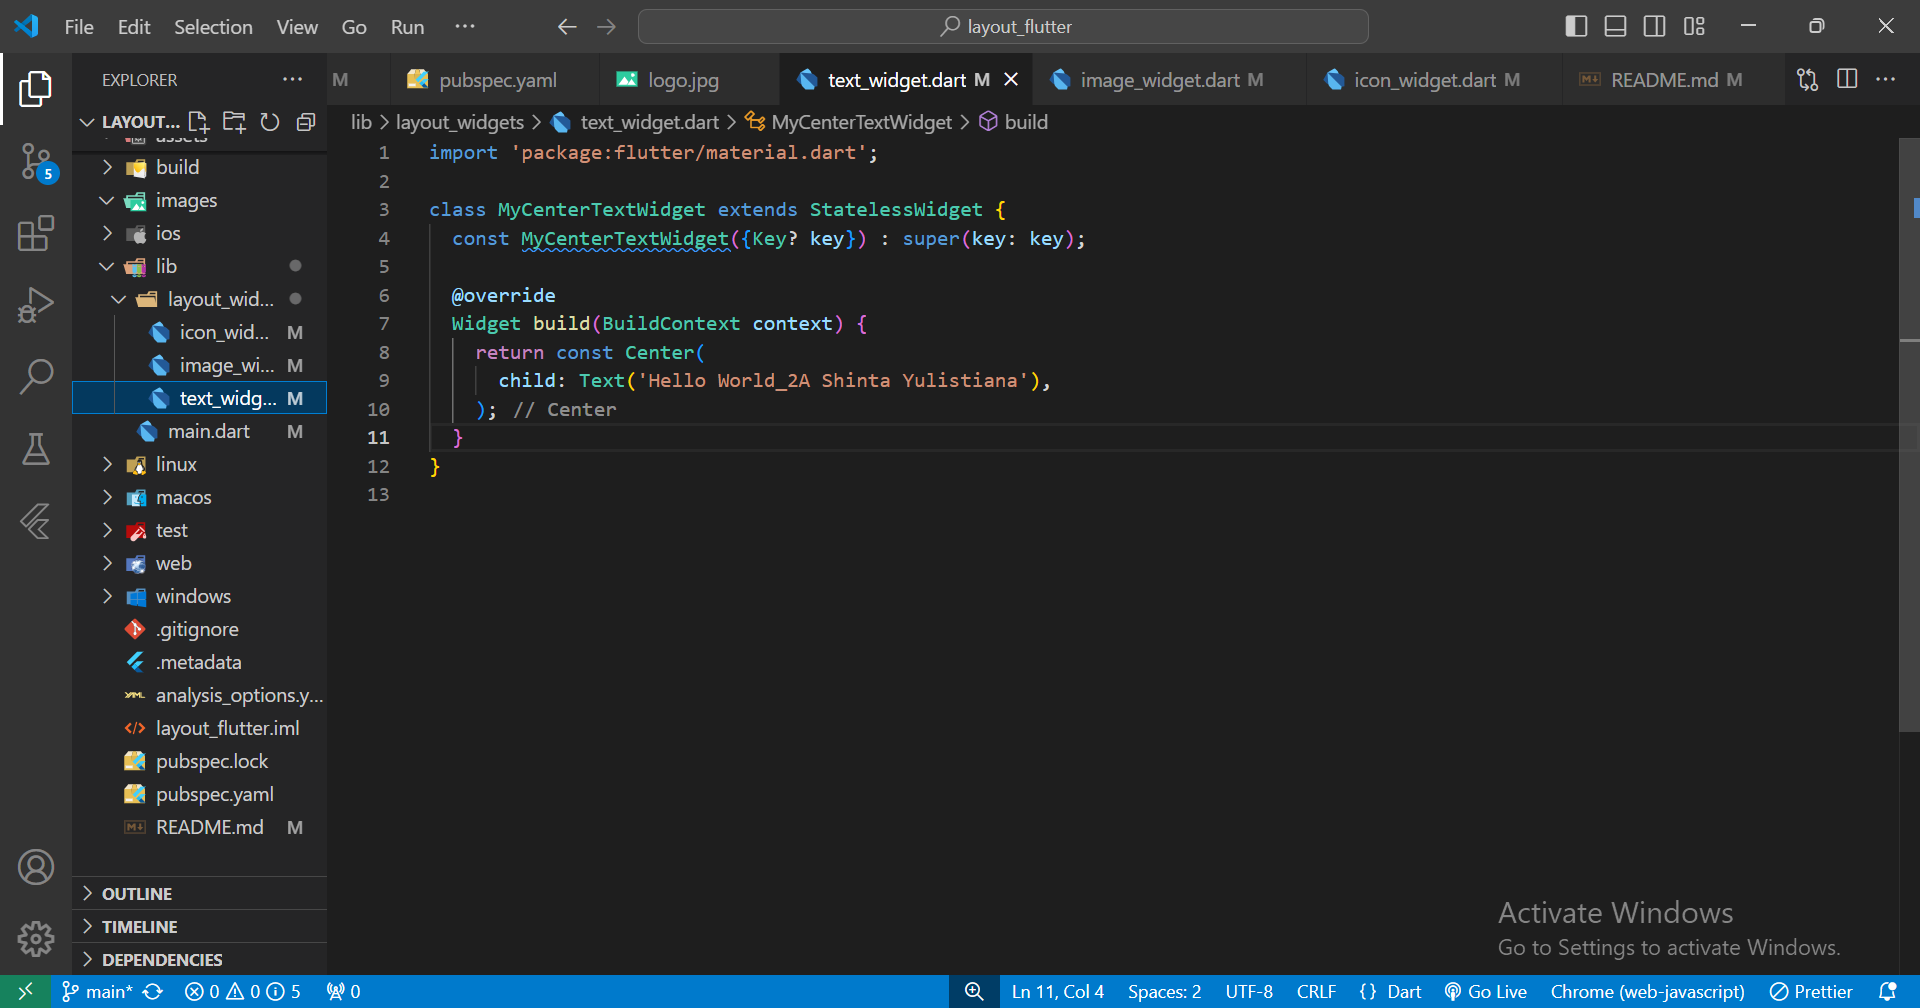 File Edit Selection View Go Run ··· layout_flutter
EXPLORER ··· M pubspec.yaml logo.jpg text_widget.dart M image_widget.dart M icon_widget.dart M README.md M ···
LAYOUT...
lib > layout_widgets > text_widget.dart > MyCenterTextWidget > build
assets
build
images
ios
lib
layout_wid...
icon_wid... M
image_wi... M
text_widg... M
main.dart M
linux
macos
test
web
windows
.gitignore
.metadata
analysis_options.y...
layout_flutter.iml
pubspec.lock
pubspec.yaml
README.md M
OUTLINE
TIMELINE
DEPENDENCIES
5
1 import 'package:flutter/material.dart';
2
3 class MyCenterTextWidget extends StatelessWidget {
4 const MyCenterTextWidget({Key? key}) : super(key: key);
5
6 @override
7 Widget build(BuildContext context) {
8 return const Center(
9 child: Text('Hello World_2A Shinta Yulistiana'),
10 ); // Center
11 }
12 }
13
Activate Windows
Go to Settings to activate Windows.
main* 0 0 5 0 Ln 11, Col 4 Spaces: 2 UTF-8 CRLF {} Dart Go Live Chrome (web-javascript) Prettier